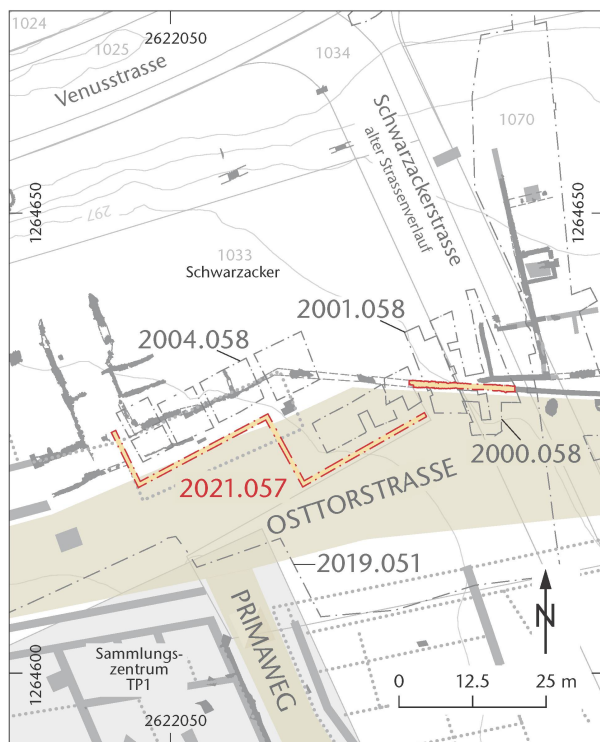 1024
2622050
1025
1034
Venusstrasse
Schwarzackerstrasse
alter Strassenverlauf
1070
1264650
1264650
297
1033
Schwarzacker
2001.058
2004.058
2021.057
2000.058
OSTTORSTRASSE
2019.051
PRIMAWEG
N
Sammlungs-
zentrum
TP1
1264600
1264600
0 12.5 25 m
2622050